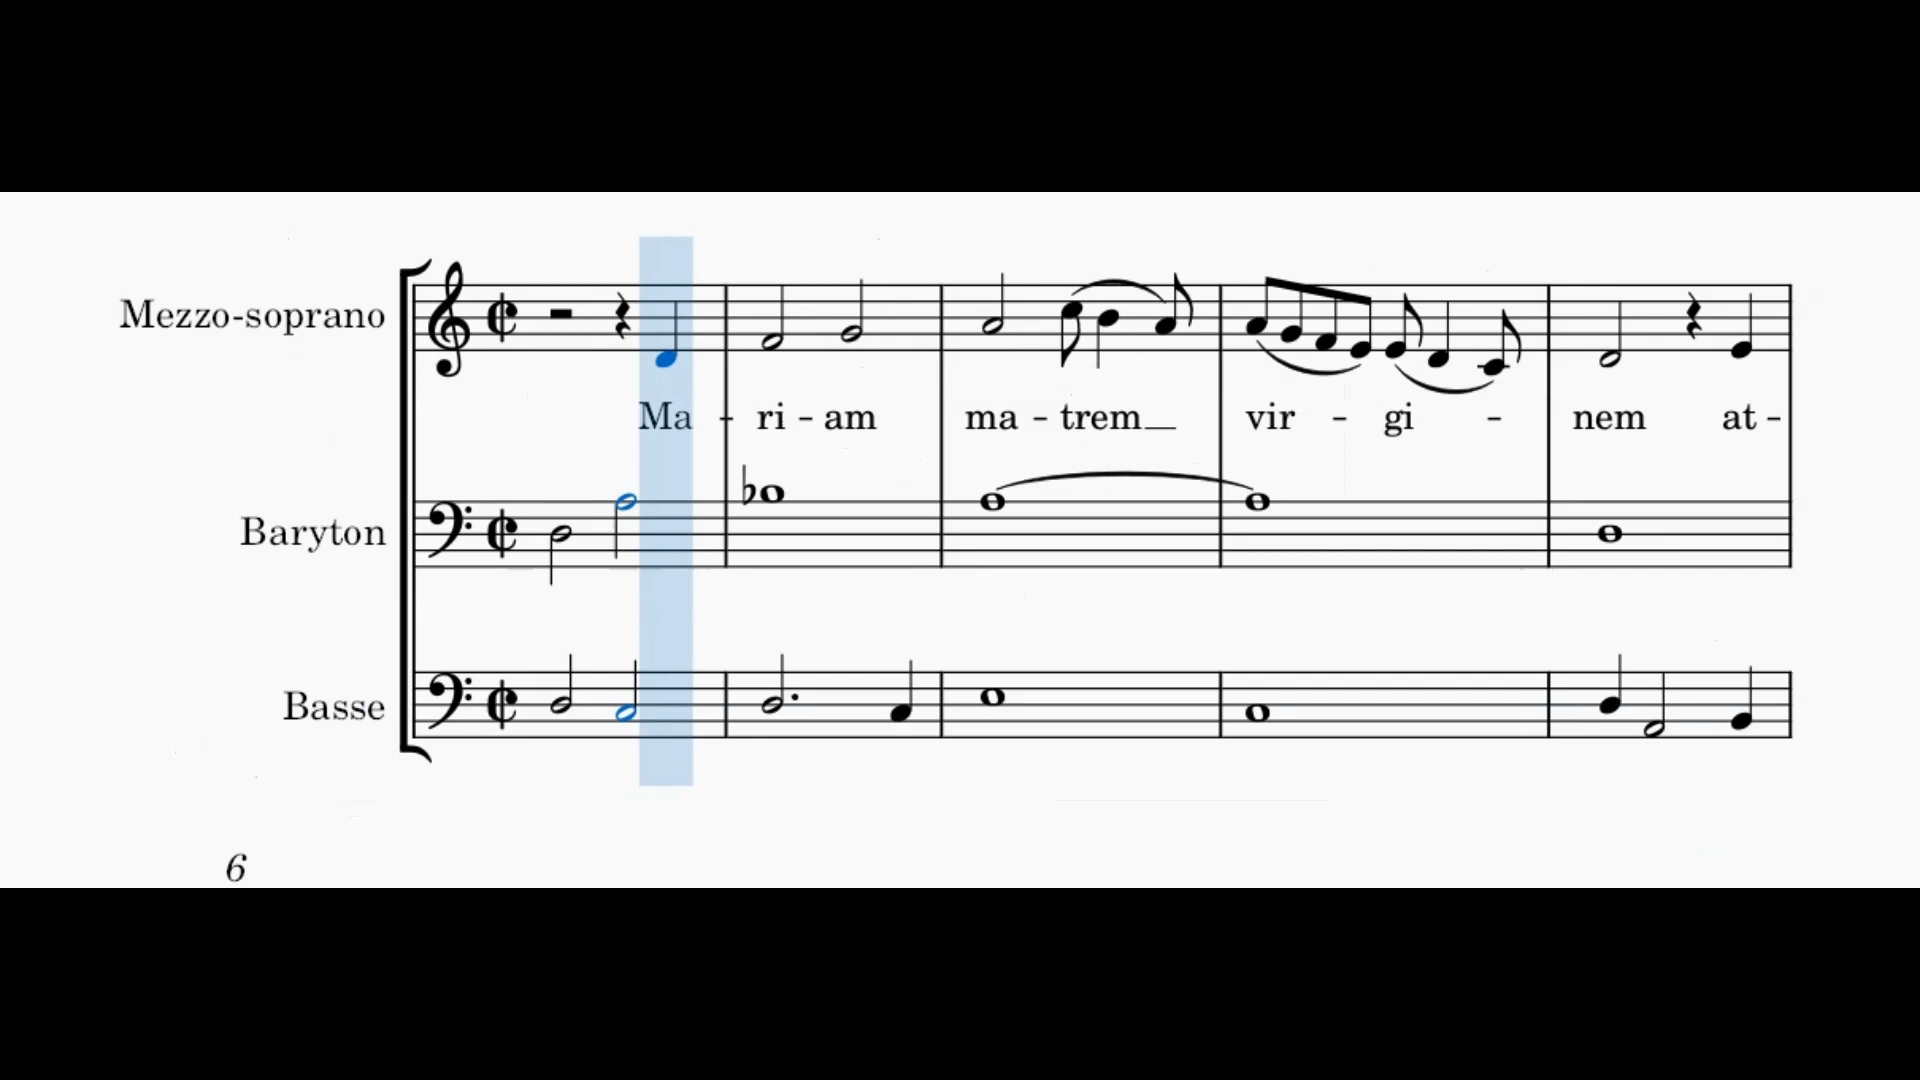 Mezzo-soprano
Ma - ri - am ma - trem_ vir - gi - nem at -
Baryton
Basse
6